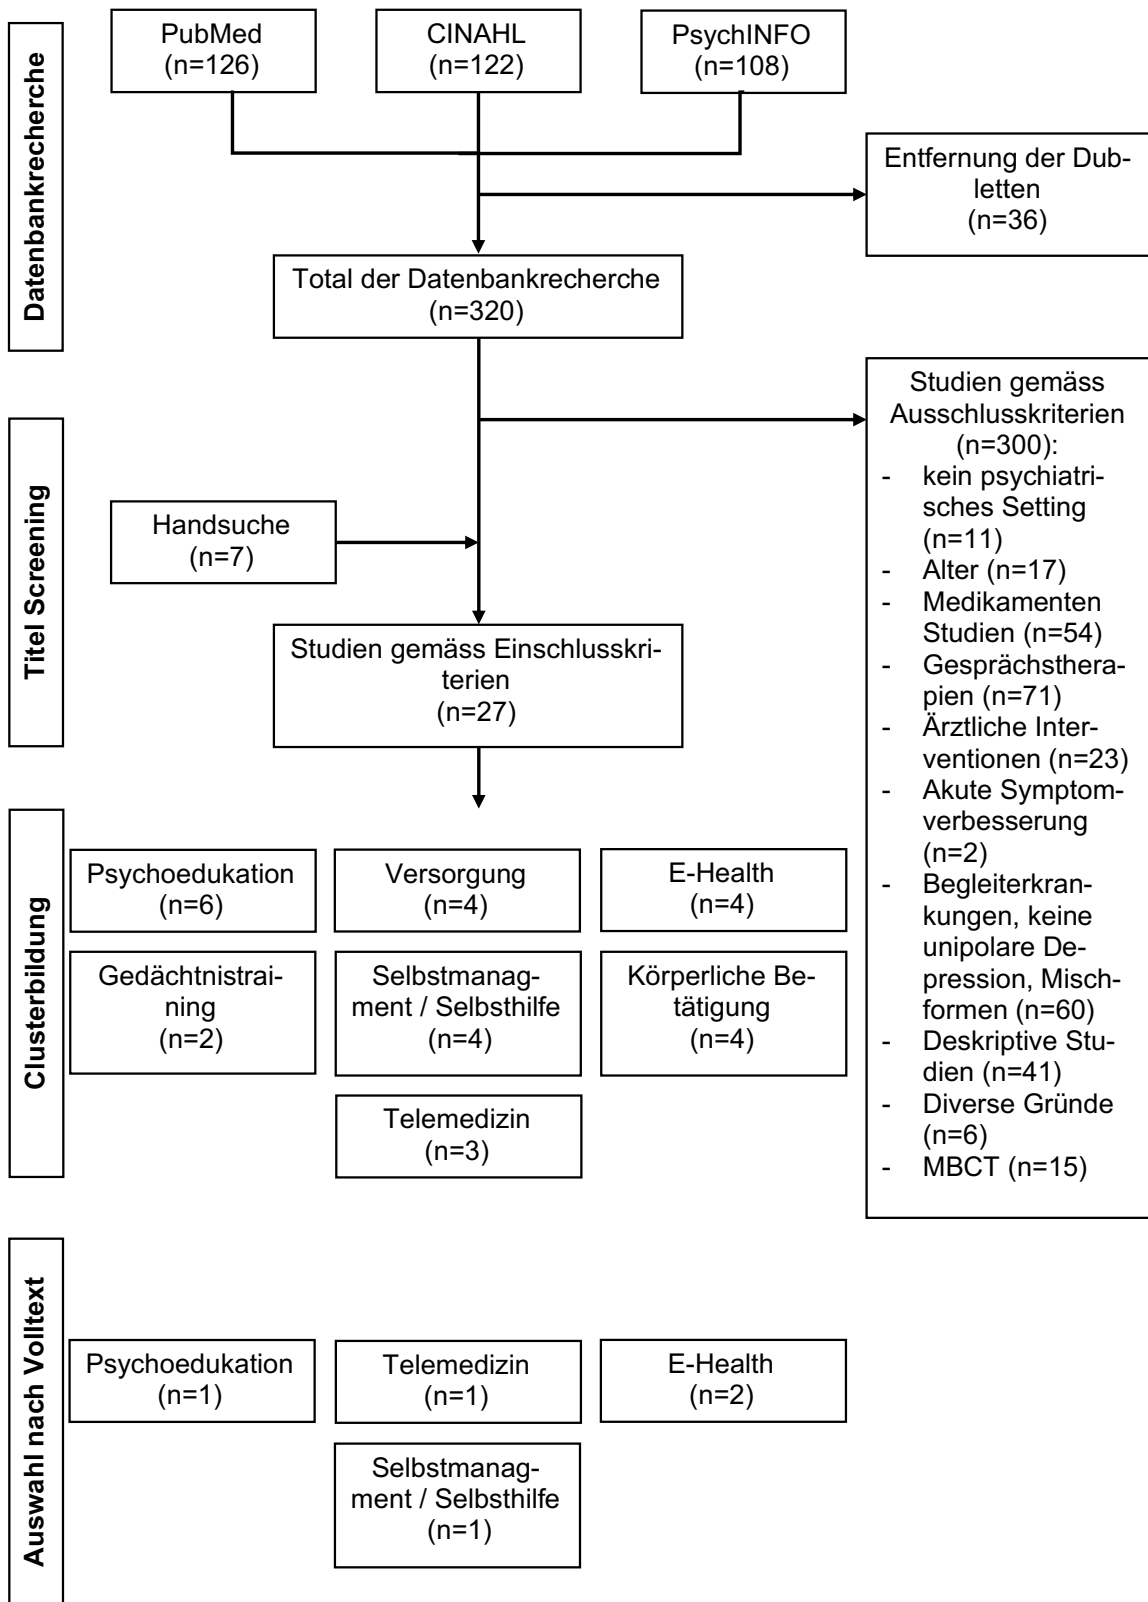 Datenbankrecherche
PubMed
(n=126)
CINAHL
(n=122)
PsychINFO
(n=108)
Entfernung der Dub-
letten
(n=36)
Total der Datenbankrecherche
(n=320)
Titel Screening
Studien gemäss
Ausschlusskriterien
(n=300):
- kein psychiatri-
sches Setting
(n=11)
- Alter (n=17)
- Medikamenten
Studien (n=54)
- Gesprächsthera-
pien (n=71)
- Ärztliche Inter-
ventionen (n=23)
- Akute Symptom-
verbesserung
(n=2)
- Begleiterkran-
kungen, keine
unipolare De-
pression, Misch-
formen (n=60)
- Deskriptive Stu-
dien (n=41)
- Diverse Gründe
(n=6)
- MBCT (n=15)
Handsuche
(n=7)
Studien gemäss Einschlusskri-
terien
(n=27)
Clusterbildung
Psychoedukation
(n=6)
Versorgung
(n=4)
E-Health
(n=4)
Gedächtnistrai-
ning
(n=2)
Selbstmanag-
ment / Selbsthilfe
(n=4)
Körperliche Be-
tätigung
(n=4)
Telemedizin
(n=3)
Auswahl nach Volltext
Psychoedukation
(n=1)
Telemedizin
(n=1)
E-Health
(n=2)
Selbstmanag-
ment / Selbsthilfe
(n=1)